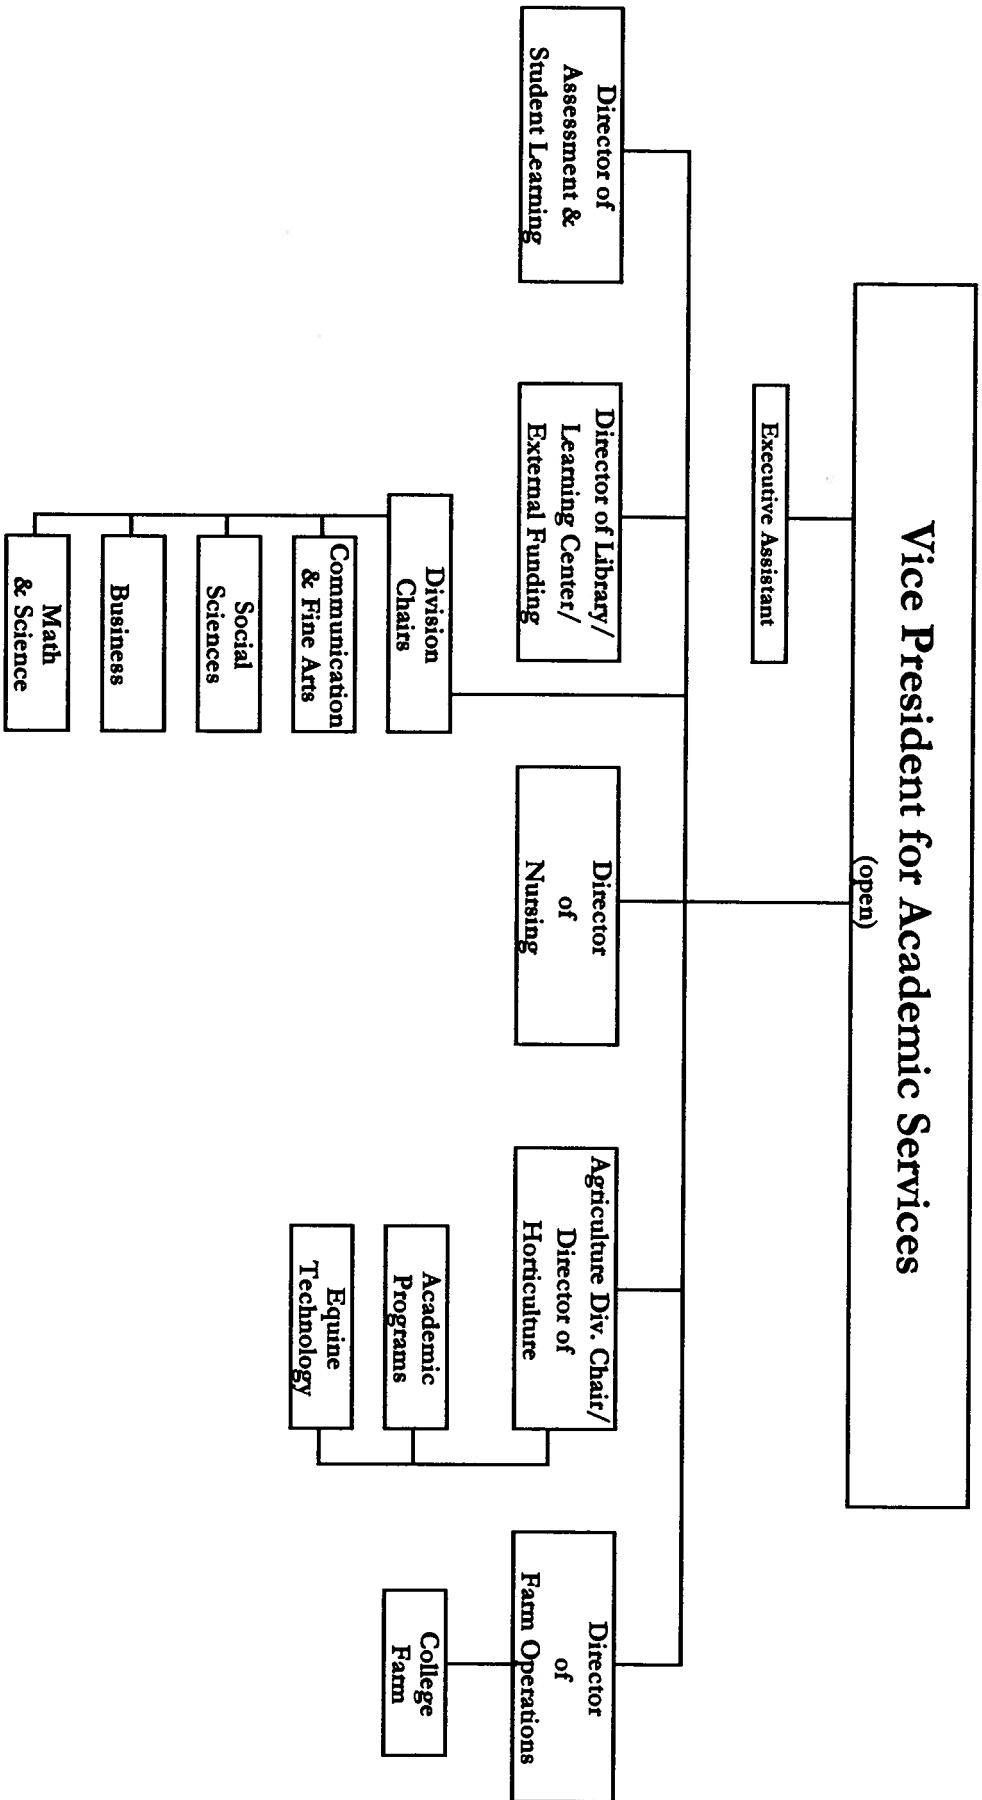 Vice President for Academic Services
(open)
Executive Assistant
Director of
Assessment &
Student Learning
Director of Library/
Learning Center/
External Funding
Director
of
Nursing
Agriculture Div. Chair/
Director of
Horticulture
Director
of
Farm Operations
Division
Chairs
Communication
& Fine Arts
Social
Sciences
Business
Math
& Science
Academic
Programs
Equine
Technology
College
Farm